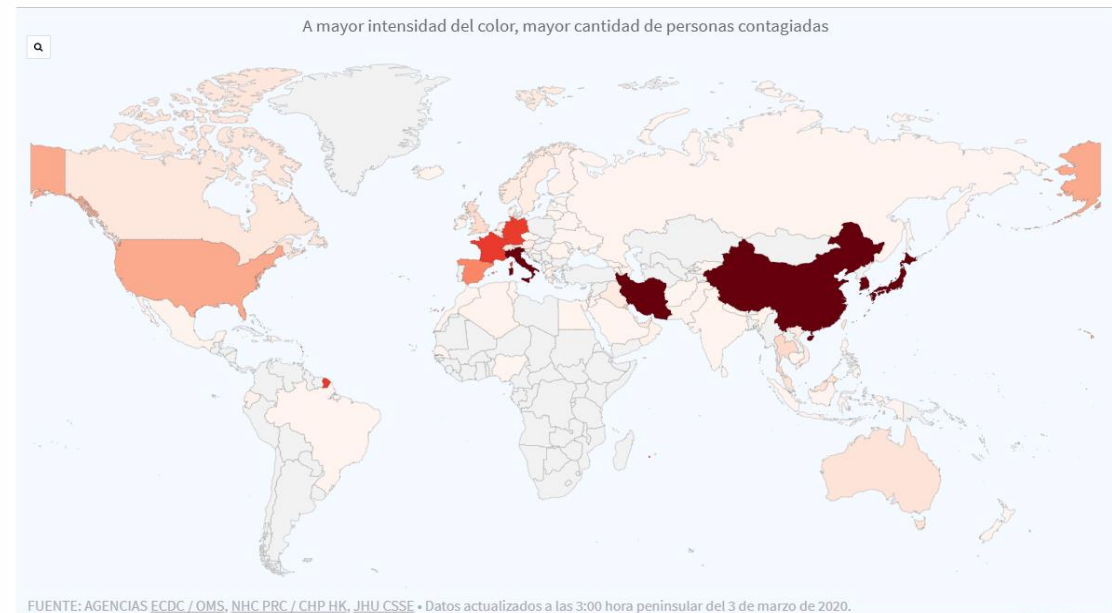 A mayor intensidad del color, mayor cantidad de personas contagiadas
FUENTE: AGENCIAS ECDC / OMS, NHC PRC / CHP HK, JHU CSSE • Datos actualizados a las 3:00 hora peninsular del 3 de marzo de 2020.